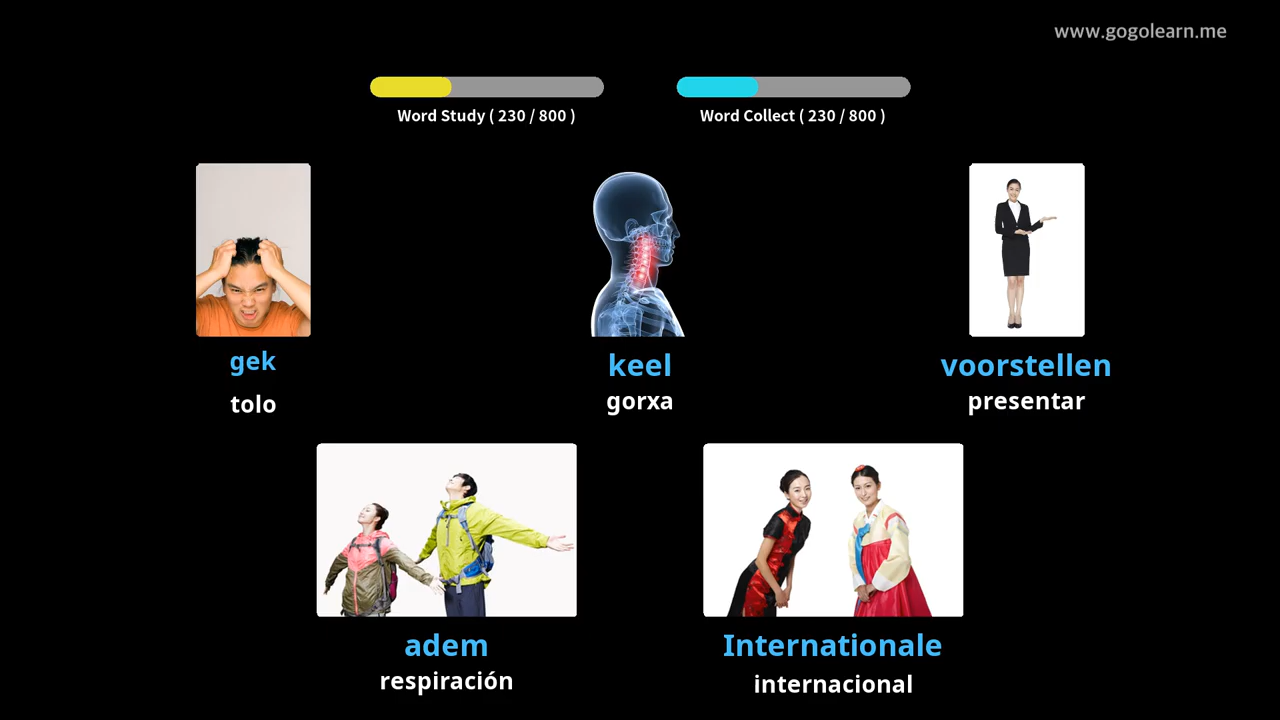 www.gogolearn.me
Word Study ( 230 / 800 )
Word Collect ( 230 / 800 )
gek
tolo
keel
gorxa
voorstellen
presentar
adem
respiración
Internationale
internacional